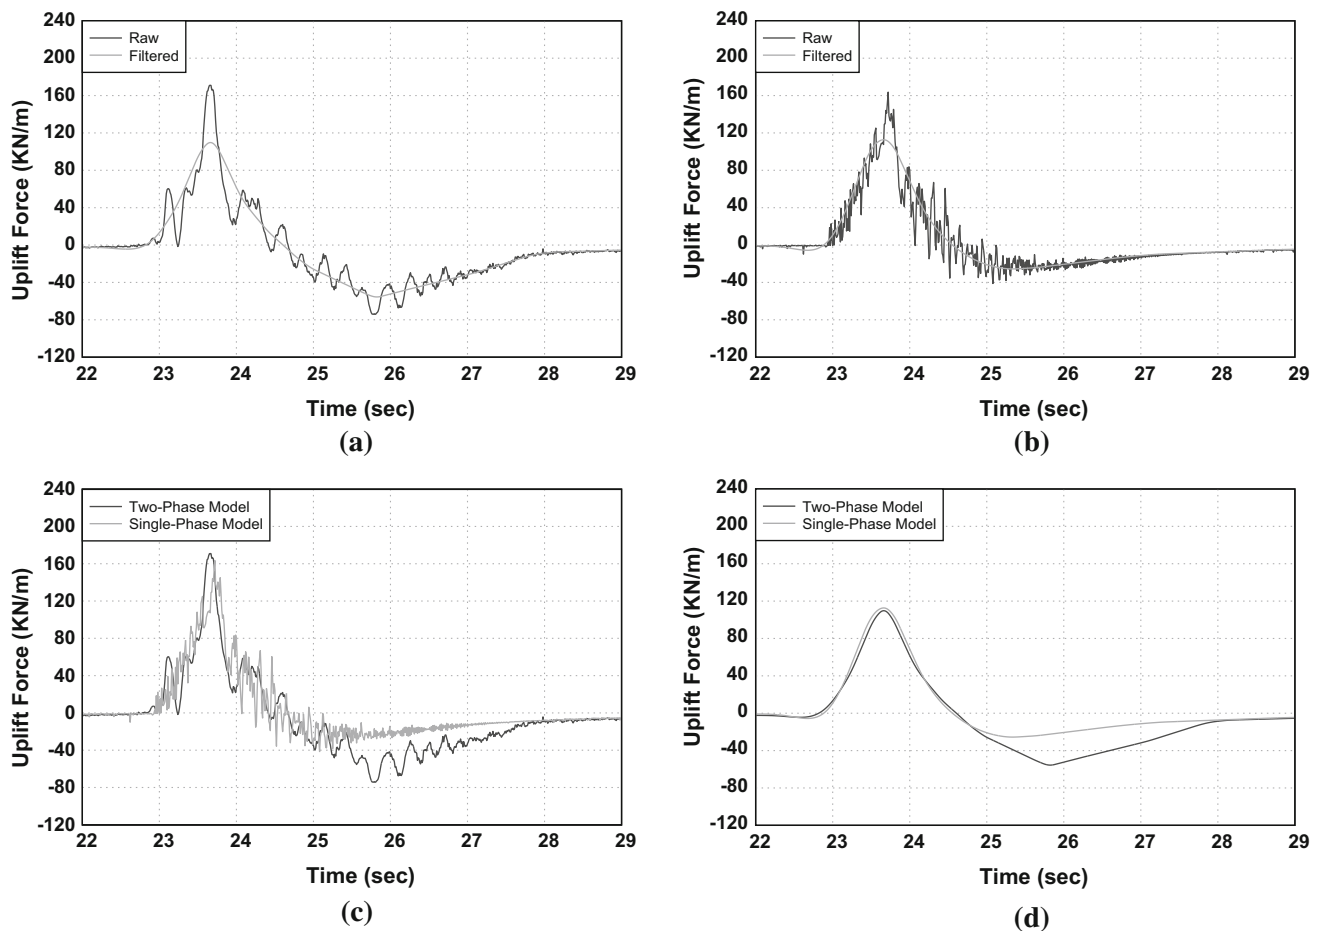 240
200
160
120
80
40
0
-40
-80
-120
Uplift Force (KN/m)
Raw
Filtered
22 23 24 25 26 27 28 29
Time (sec)
(a)
240
200
160
120
80
40
0
-40
-80
-120
Uplift Force (KN/m)
Raw
Filtered
22 23 24 25 26 27 28 29
Time (sec)
(b)
240
200
160
120
80
40
0
-40
-80
-120
Uplift Force (KN/m)
Two-Phase Model
Single-Phase Model
22 23 24 25 26 27 28 29
Time (sec)
(c)
240
200
160
120
80
40
0
-40
-80
-120
Uplift Force (KN/m)
Two-Phase Model
Single-Phase Model
22 23 24 25 26 27 28 29
Time (sec)
(d)